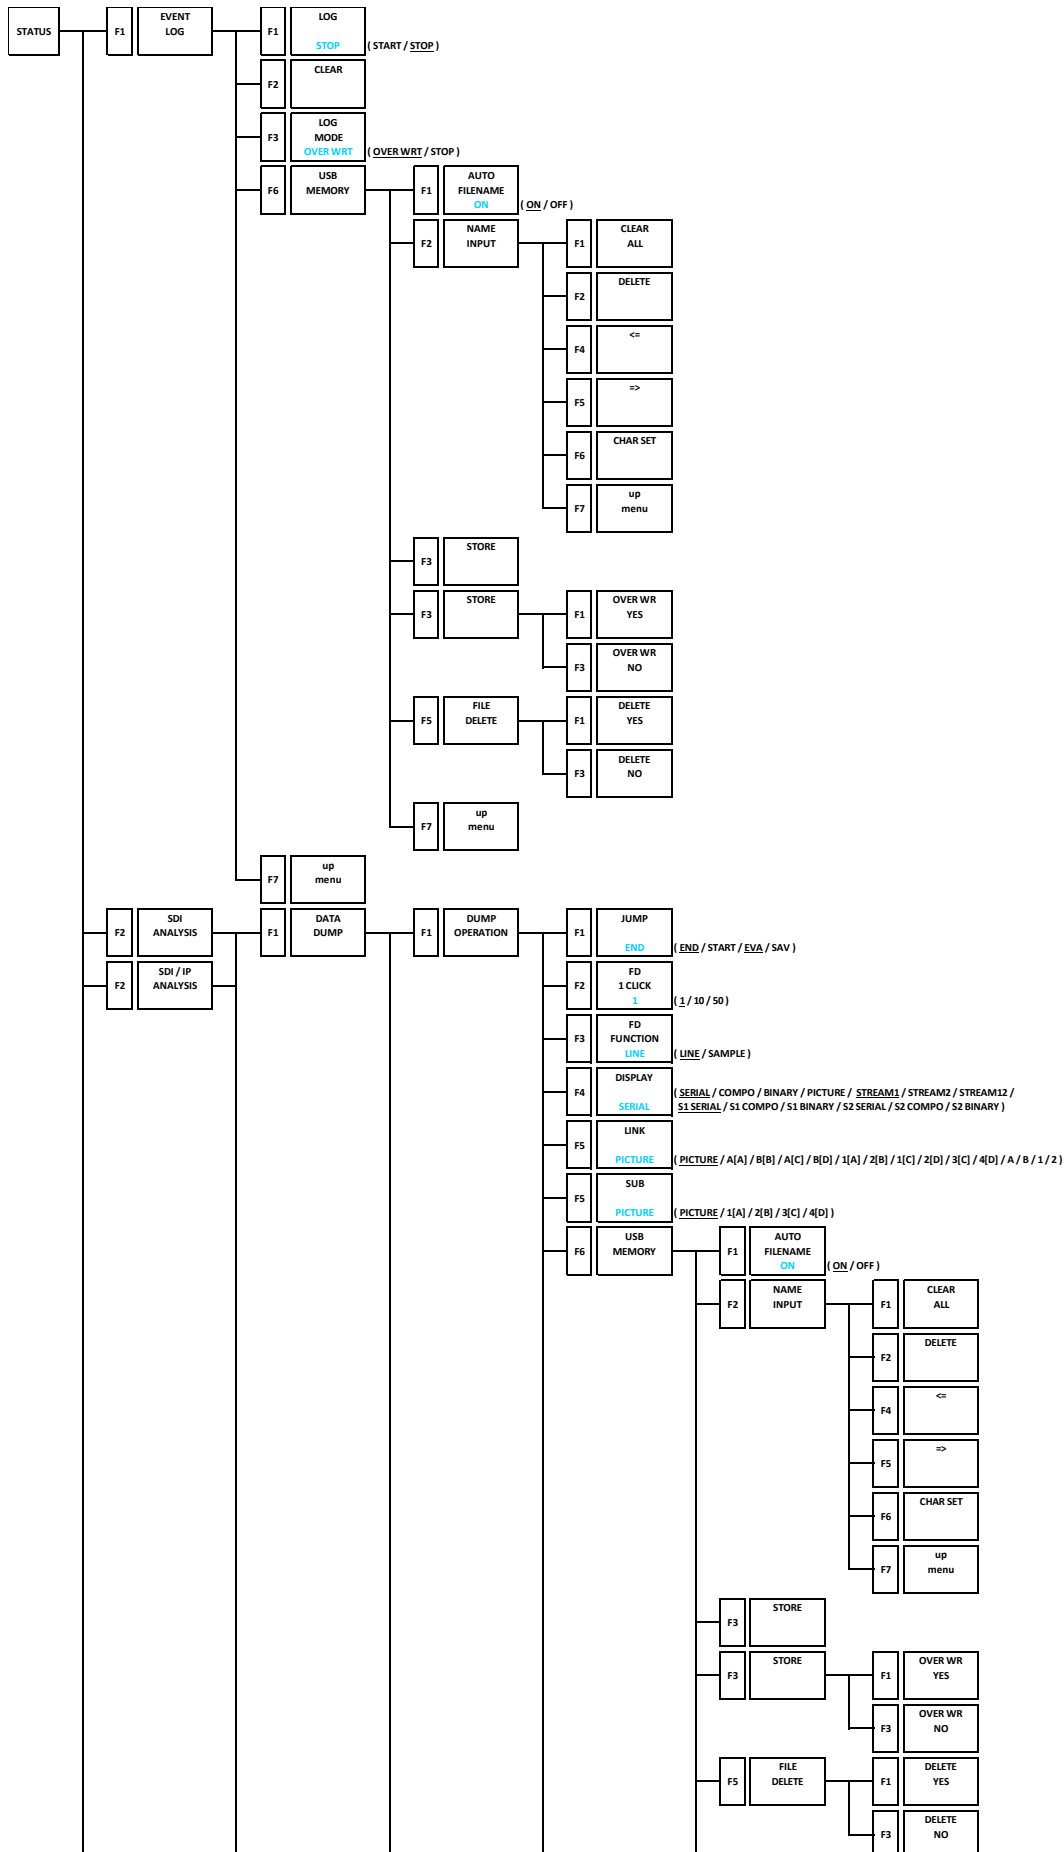 STATUS
F1
EVENT
LOG
F1
LOG
STOP
( START / STOP )
F2
CLEAR
F3
LOG
MODE
OVER WRT
( OVER WRT / STOP )
F6
USB
MEMORY
F1
AUTO
FILENAME
ON
( ON / OFF )
F2
NAME
INPUT
F1
CLEAR
ALL
F2
DELETE
F4
<=
F5
=>
F6
CHAR SET
F7
up
menu
F3
STORE
F3
STORE
F1
OVER WR
YES
F3
OVER WR
NO
F5
FILE
DELETE
F1
DELETE
YES
F3
DELETE
NO
F7
up
menu
F7
up
menu
F2
SDI
ANALYSIS
F1
DATA
DUMP
F1
DUMP
OPERATION
F1
JUMP
END
( END / START / EVA / SAV )
F2
SDI / IP
ANALYSIS
F2
FD
1 CLICK
1
( 1 / 10 / 50 )
F3
FD
FUNCTION
LINE
( LINE / SAMPLE )
F4
DISPLAY
SERIAL
( SERIAL / COMPO / BINARY / PICTURE / STREAM1 / STREAM2 / STREAM12 /
S1 SERIAL / S1 COMPO / S1 BINARY / S2 SERIAL / S2 COMPO / S2 BINARY )
F5
LINK
PICTURE
( PICTURE / A[A] / B[B] / A[C] / B[D] / 1[A] / 2[B] / 1[C] / 2[D] / 3[C] / 4[D] / A / B / 1 / 2 )
F5
SUB
PICTURE
( PICTURE / 1[A] / 2[B] / 3[C] / 4[D] )
F6
USB
MEMORY
F1
AUTO
FILENAME
ON
( ON / OFF )
F2
NAME
INPUT
F1
CLEAR
ALL
F2
DELETE
F4
<=
F5
=>
F6
CHAR SET
F7
up
menu
F3
STORE
F3
STORE
F1
OVER WR
YES
F3
OVER WR
NO
F5
FILE
DELETE
F1
DELETE
YES
F3
DELETE
NO